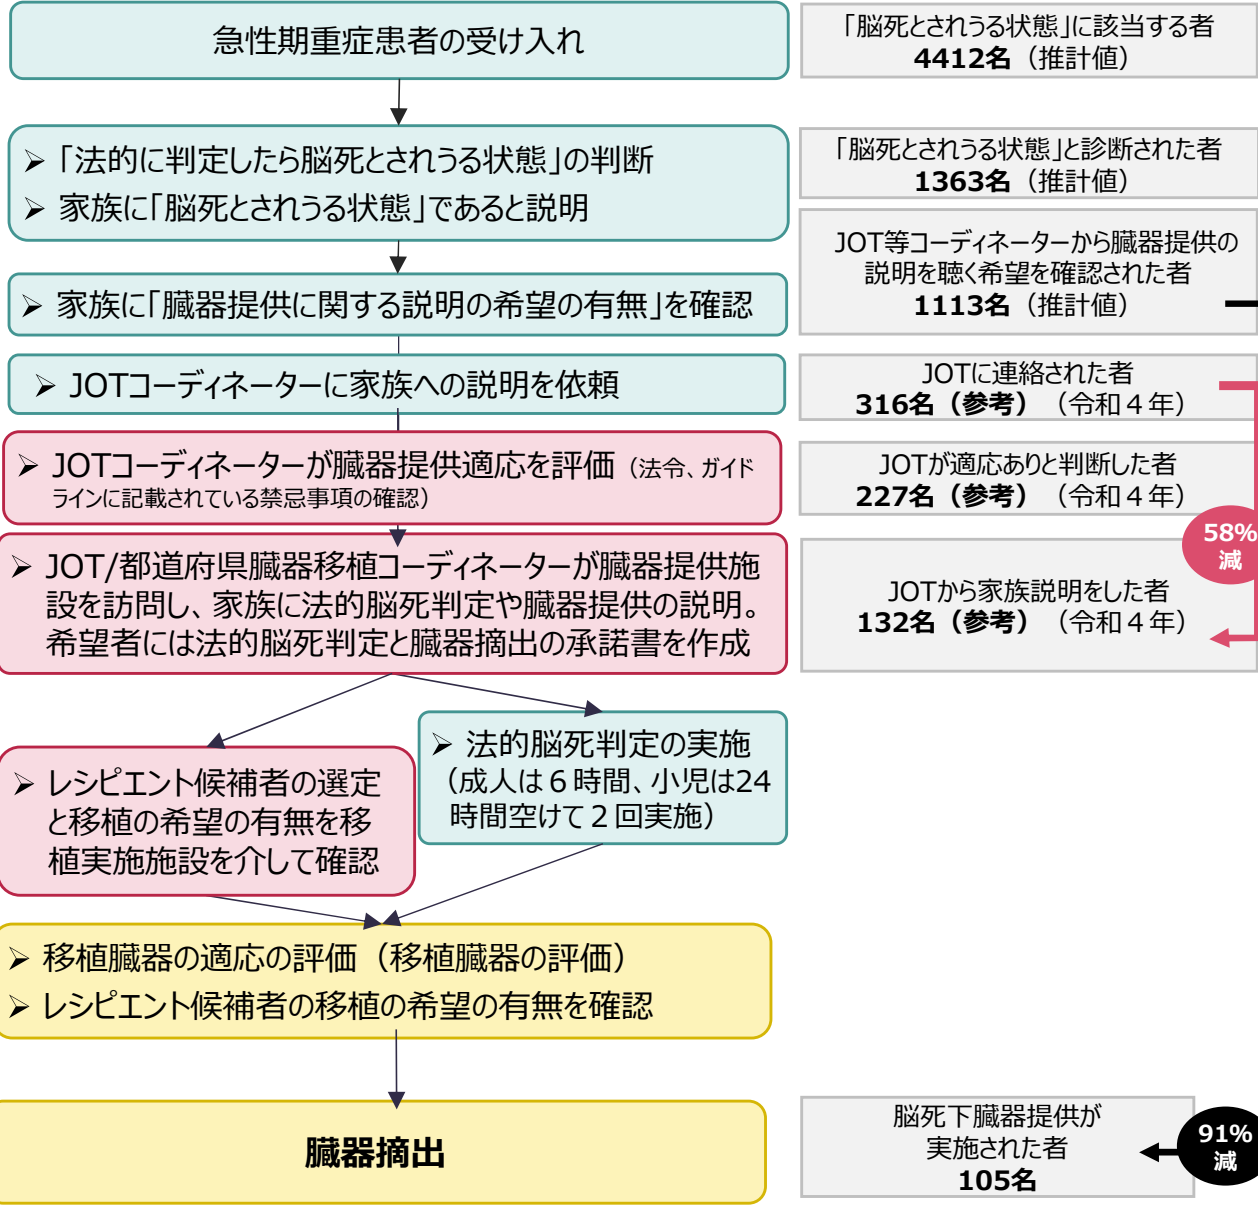 急性期重症患者の受け入れ
「脳死とされうる状態」に該当する者
4412名（推計値）
➢ 「法的に判定したら脳死とされうる状態」の判断
➢ 家族に「脳死とされうる状態」であると説明
「脳死とされうる状態」と診断された者
1363名（推計値）
➢ 家族に「臓器提供に関する説明の希望の有無」を確認
JOT等コーディネーターから臓器提供の
説明を聴く希望を確認された者
1113名（推計値）
➢ JOTコーディネーターに家族への説明を依頼
JOTに連絡された者
316名（参考）（令和４年）
➢ JOTコーディネーターが臓器提供適応を評価（法令、ガイド
ラインに記載されている禁忌事項の確認）
JOTが適応ありと判断した者
227名（参考）（令和４年）
➢ JOT/都道府県臓器移植コーディネーターが臓器提供施
設を訪問し、家族に法的脳死判定や臓器提供の説明。
希望者には法的脳死判定と臓器摘出の承諾書を作成
JOTから家族説明をした者
132名（参考）（令和４年）
58%
減
➢ レシピエント候補者の選定
と移植の希望の有無を移
植実施施設を介して確認
➢ 法的脳死判定の実施
（成人は６時間、小児は24
時間空けて２回実施）
➢ 移植臓器の適応の評価（移植臓器の評価）
➢ レシピエント候補者の移植の希望の有無を確認
臓器摘出
脳死下臓器提供が
実施された者
105名
91%
減